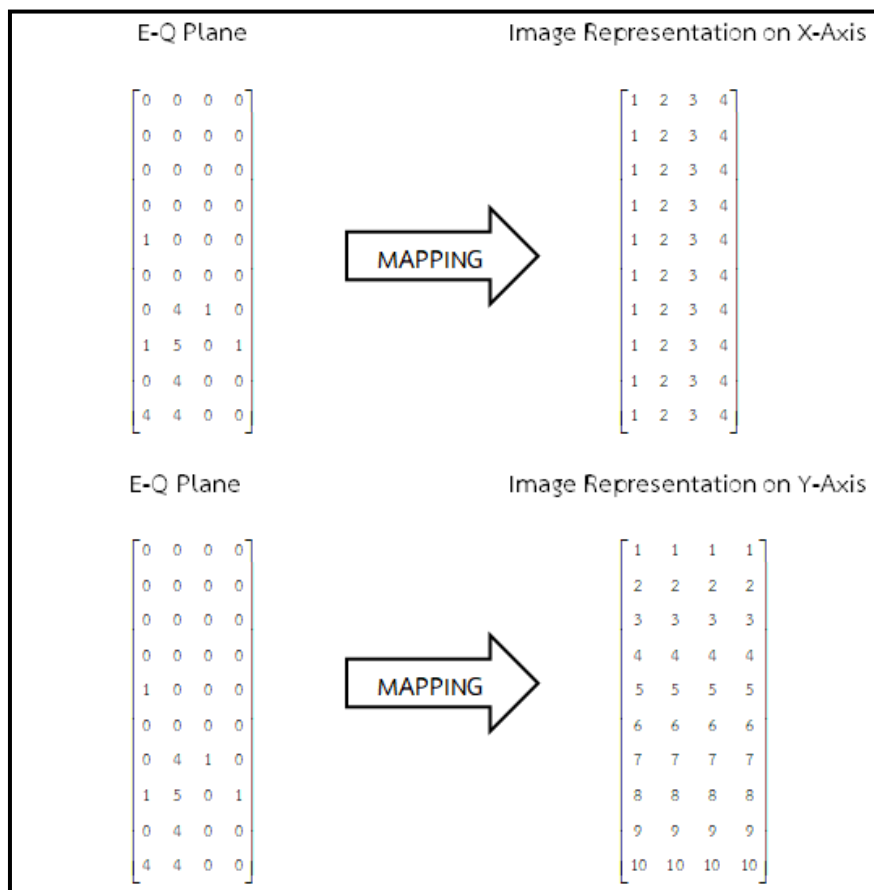 E-Q Plane Image Representation on X-Axis
0 0 0 0 1 2 3 4
0 0 0 0 1 2 3 4
0 0 0 0 1 2 3 4
0 0 0 0 1 2 3 4
1 0 0 0 MAPPING 1 2 3 4
0 0 0 0 1 2 3 4
0 4 1 0 1 2 3 4
1 5 0 1 1 2 3 4
0 4 0 0 1 2 3 4
4 4 0 0 1 2 3 4
E-Q Plane Image Representation on Y-Axis
0 0 0 0 1 1 1 1
0 0 0 0 2 2 2 2
0 0 0 0 3 3 3 3
0 0 0 0 4 4 4 4
1 0 0 0 MAPPING 5 5 5 5
0 0 0 0 6 6 6 6
0 4 1 0 7 7 7 7
1 5 0 1 8 8 8 8
0 4 0 0 9 9 9 9
4 4 0 0 10 10 10 10